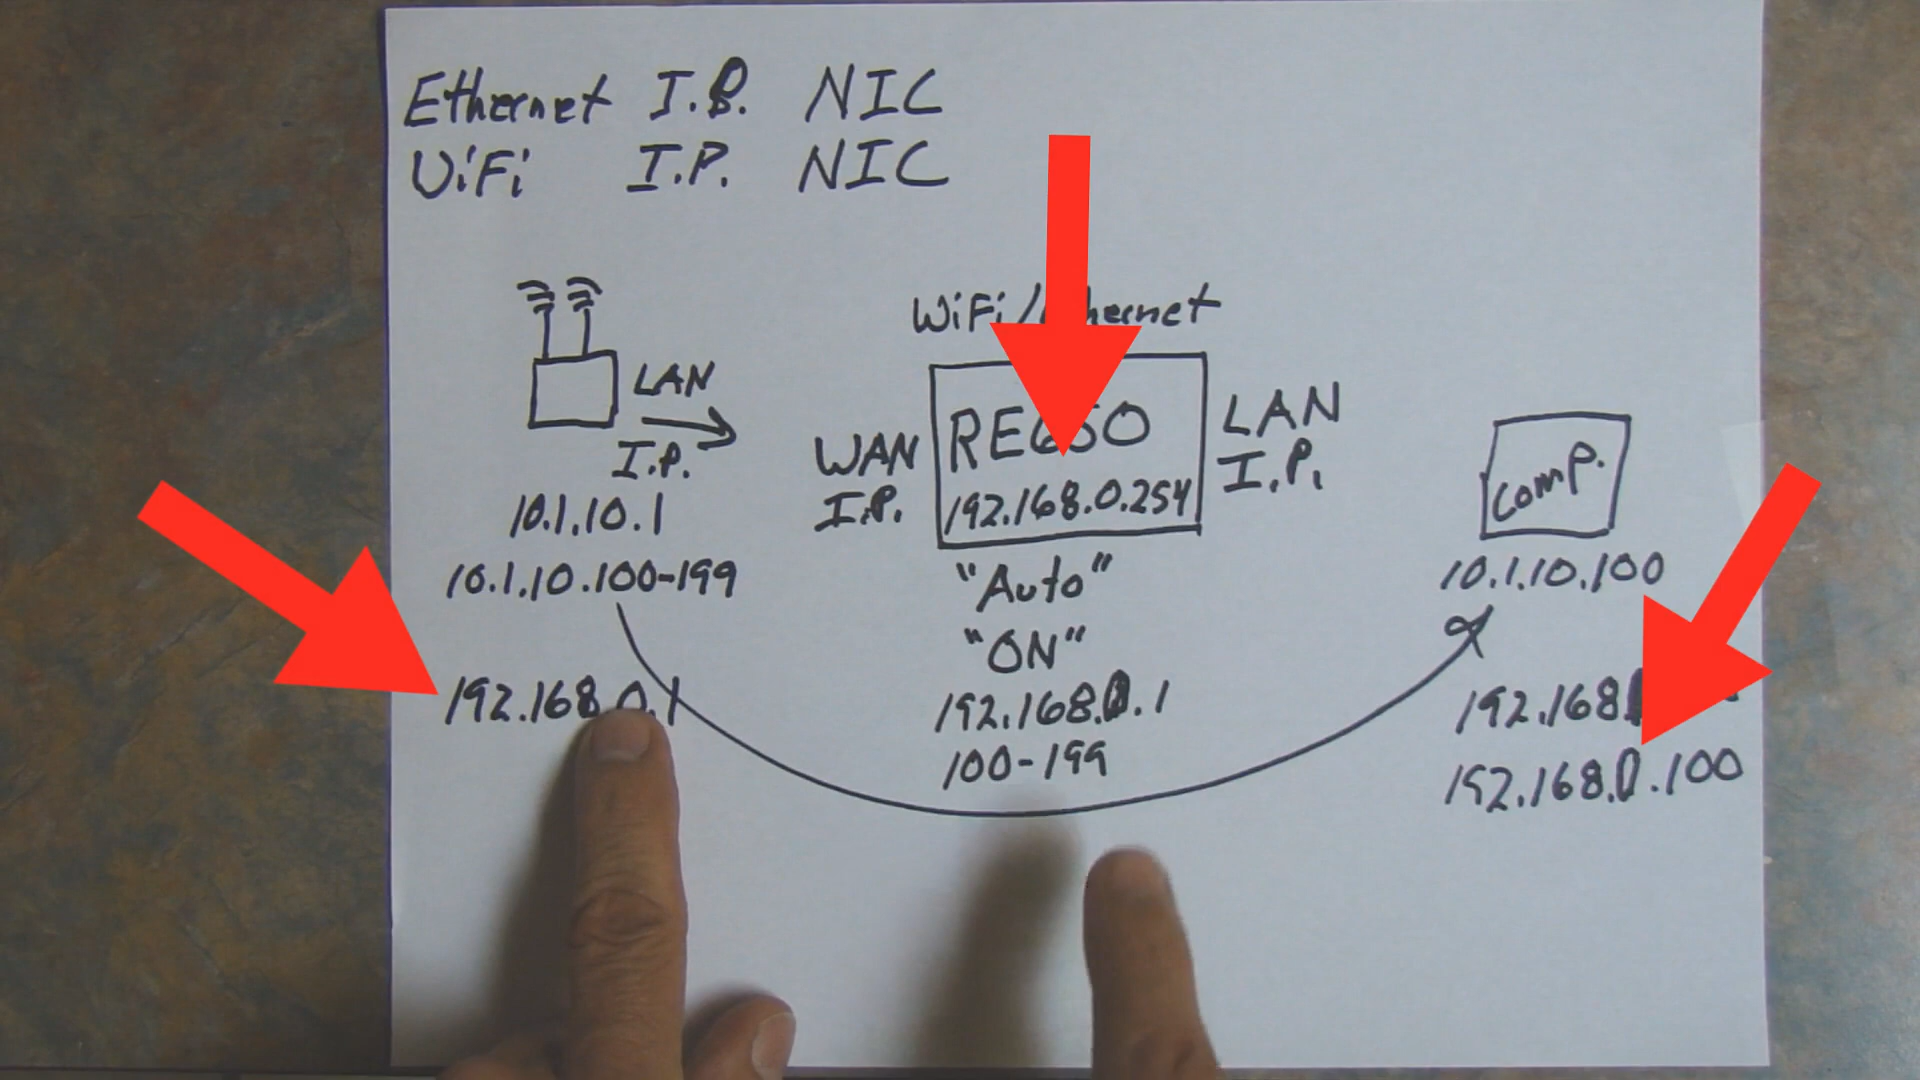 Ethernet I.P. NIC
WiFi I.P. NIC
WiFi/Ethernet
LAN
I.P.
10.1.10.1
10.1.10.100-199
192.168.0.1
WAN
I.P.
RE650
192.168.0.254
LAN
I.P.
"Auto"
"ON"
192.168.0.1
100-199
comp.
10.1.10.100
192.168.
192.168.0.100